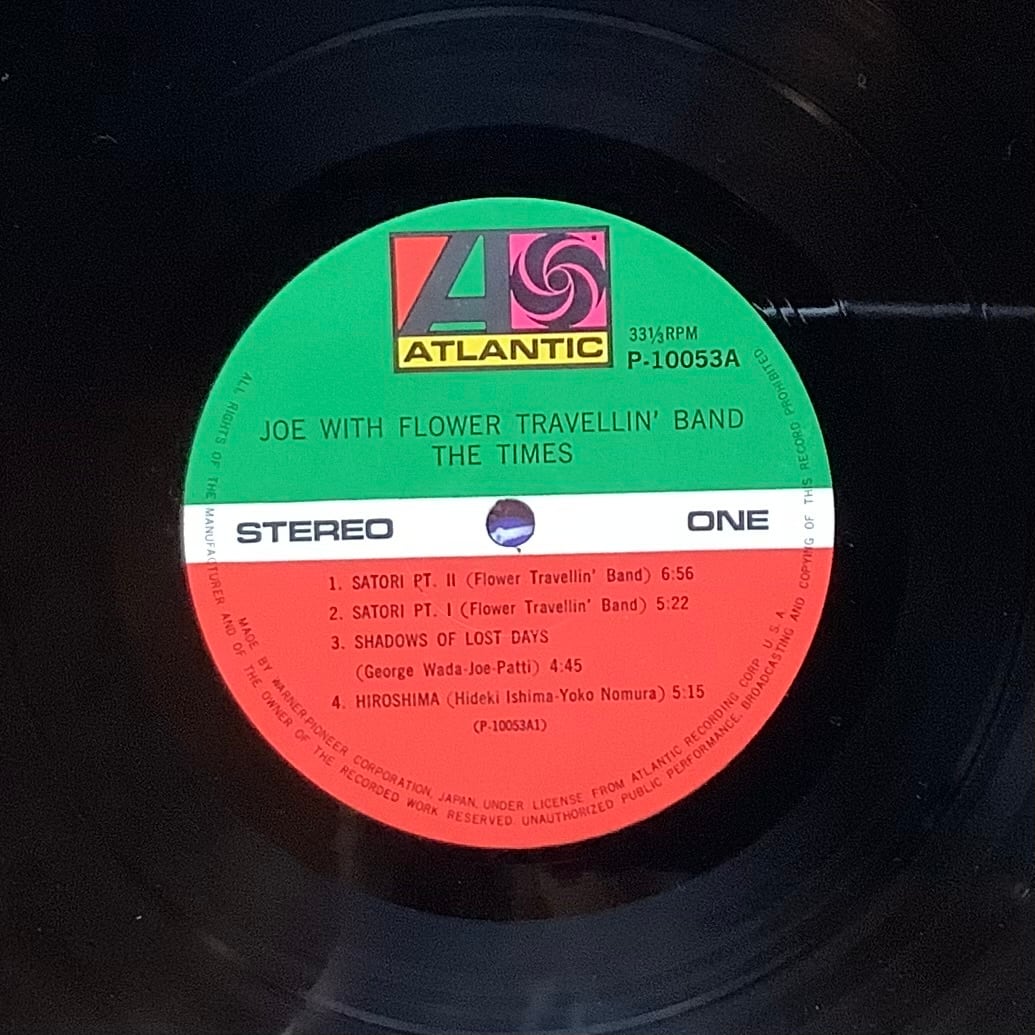 ATLANTIC
33⅓RPM
P-10053A
JOE WITH FLOWER TRAVELLIN' BAND
THE TIMES
STEREO
ONE
1. SATORI PT. II (Flower Travellin' Band) 6:56
2. SATORI PT. I (Flower Travellin' Band) 5:22
3. SHADOWS OF LOST DAYS
(George Wada-Joe-Patti) 4:45
4. HIROSHIMA (Hideki Ishima-Yoko Nomura) 5:15
(P-10053A1)
MADE BY WARNER-PIONEER CORPORATION, JAPAN, UNDER LICENSE FROM ATLANTIC RECORDING CORP. U.S.A
ALL RIGHTS OF THE MANUFACTURER AND OF THE OWNER OF THE RECORDED WORK RESERVED. UNAUTHORIZED PUBLIC PERFORMANCE, BROADCASTING AND COPYING OF THIS RECORD PROHIBITED